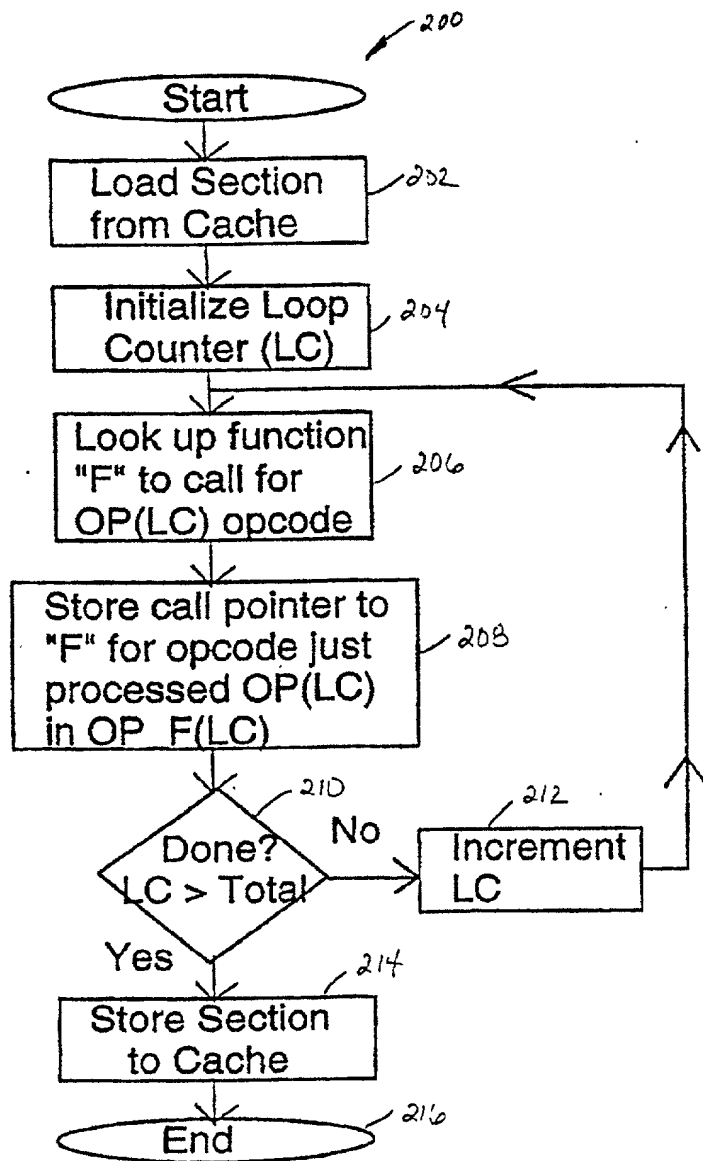 200
Start
Load Section
from Cache
202
Initialize Loop
Counter (LC)
204
Look up function
"F" to call for
OP(LC) opcode
206
Store call pointer to
"F" for opcode just
processed OP(LC)
in OP_F(LC)
208
210
Done?
LC > Total
No
212
Increment
LC
Yes
214
Store Section
to Cache
End
216